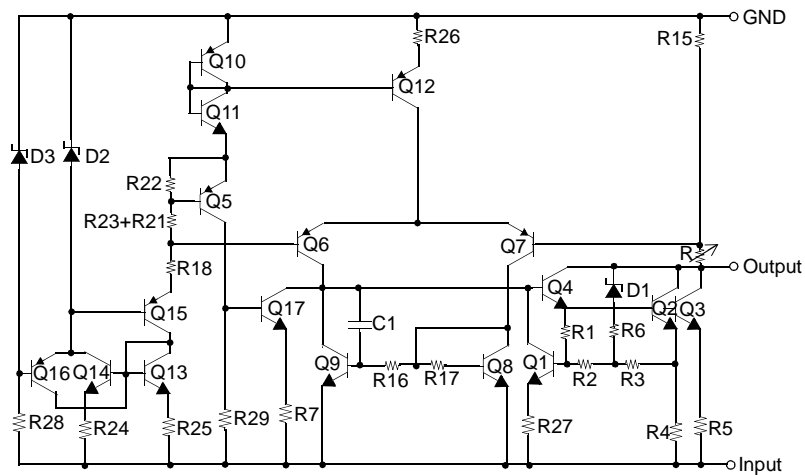 GND
R26
R15
Q10
Q12
Q11
D3
D2
R22
Q5
R23+R21
Q6
Q7
R
R18
Output
Q15
Q17
Q4
D1
Q2
Q3
C1
R1
R6
Q16
Q14
Q13
Q9
R16
R17
Q8
Q1
R2
R3
R28
R24
R25
R29
R7
R27
R4
R5
Input